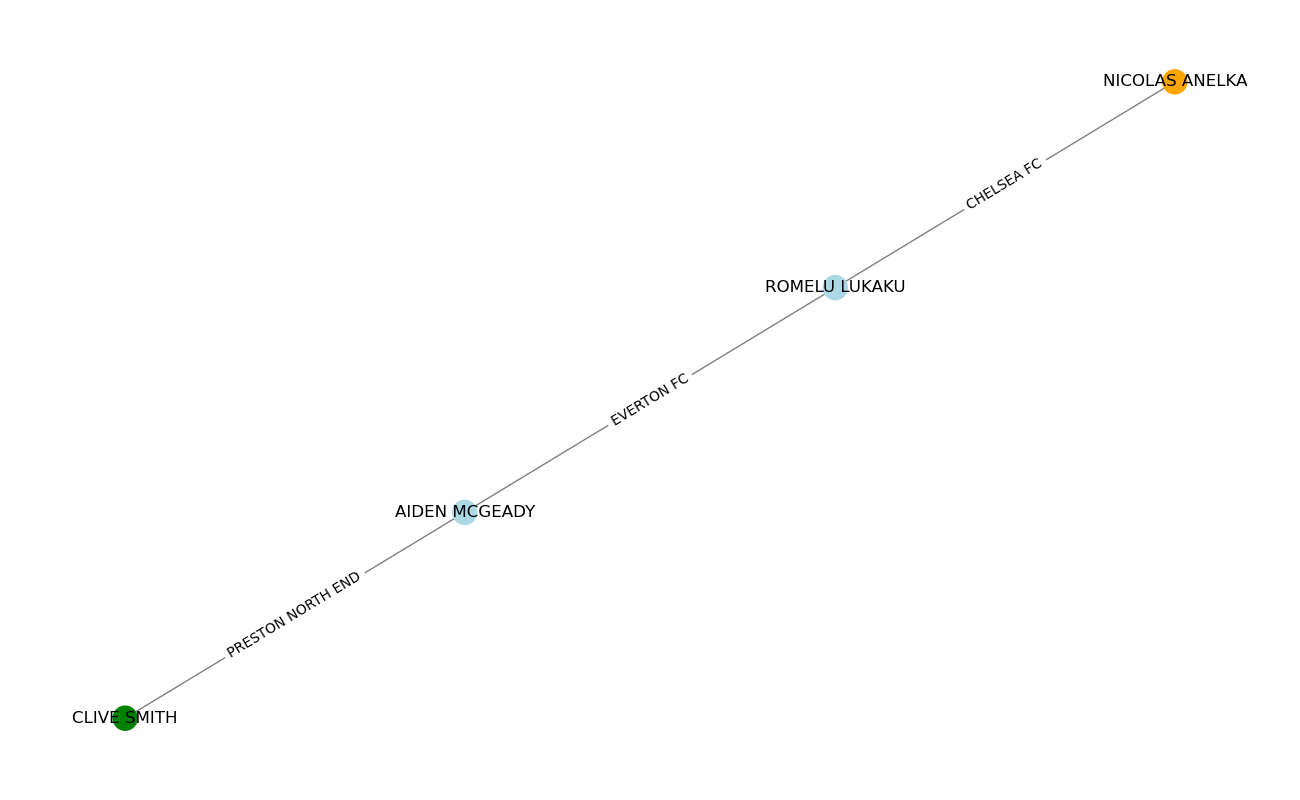 NICOLAS ANELKA
CHELSEA FC
ROMELU LUKAKU
EVERTON FC
AIDEN MCGEADY
PRESTON NORTH END
CLIVE SMITH